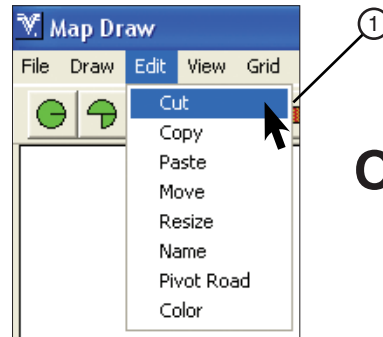 Map Draw
File Draw Edit View Grid
Cut
Copy
Paste
Move
Resize
Name
Pivot Road
Color
1